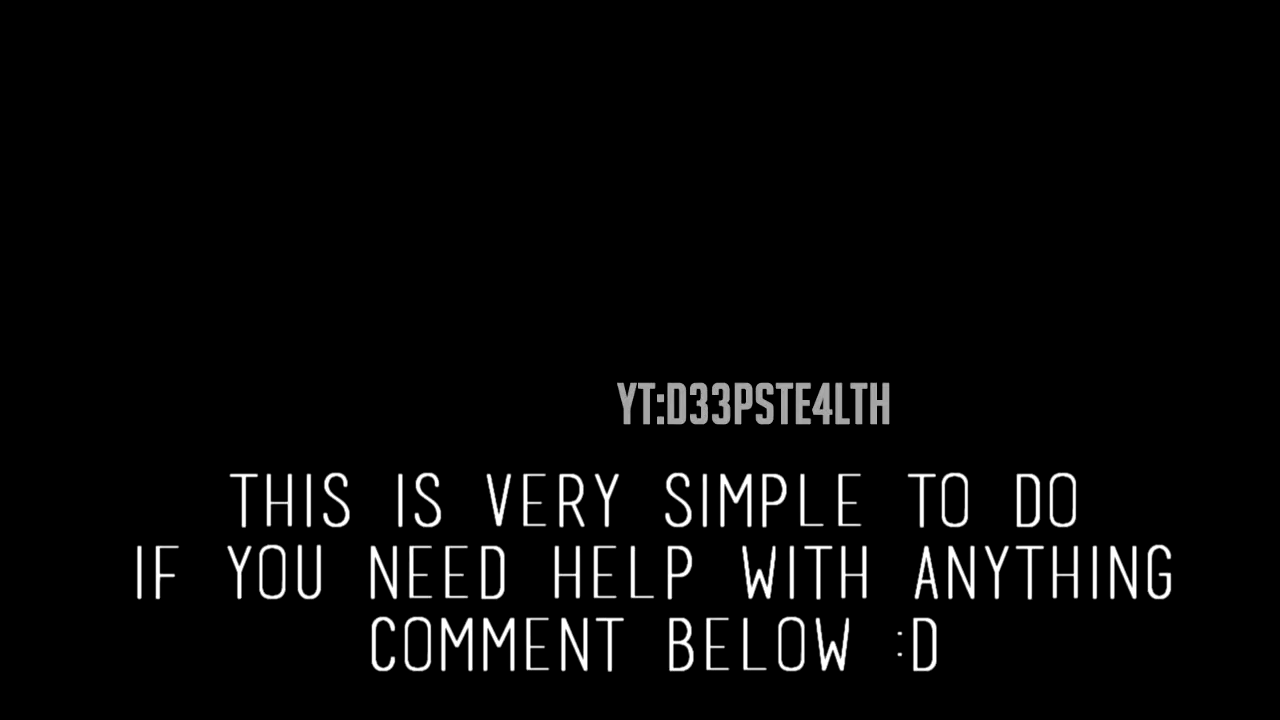 YT:D33PSTE4LTH
THIS IS VERY SIMPLE TO DO
IF YOU NEED HELP WITH ANYTHING
COMMENT BELOW :D